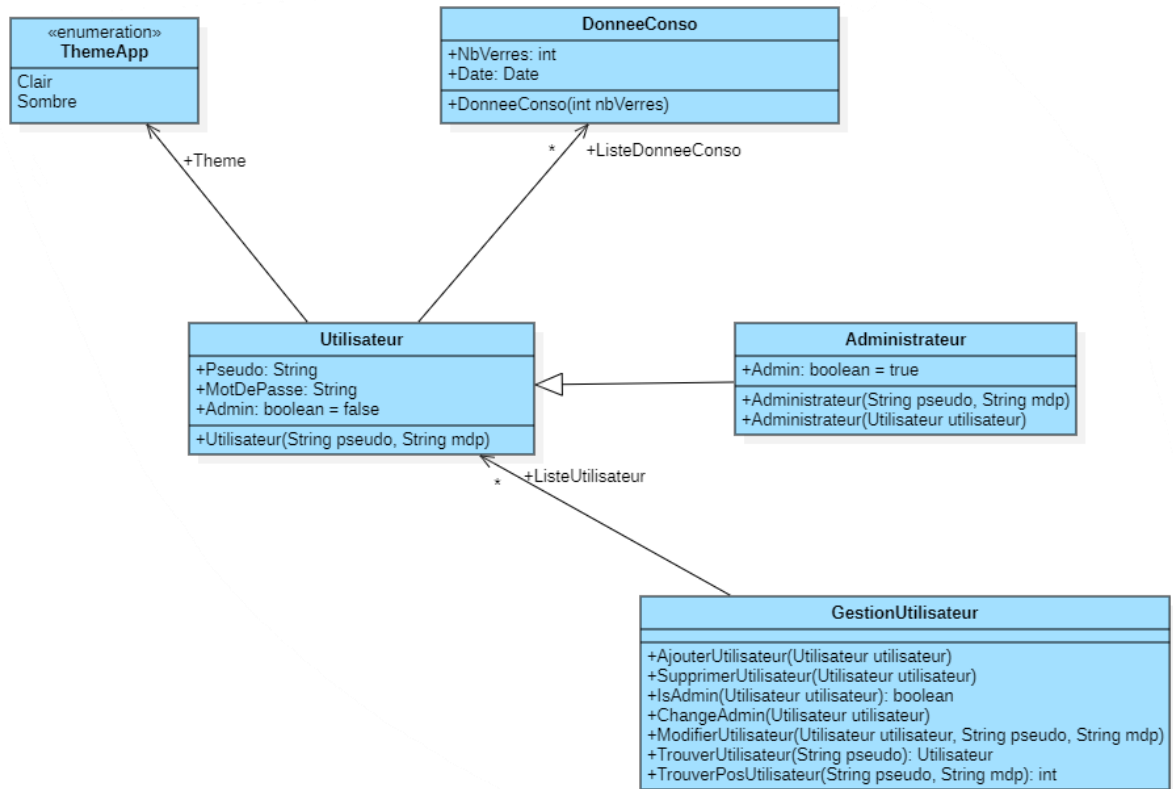 «enumeration»
ThemeApp
Clair
Sombre
DonneeConso
+NbVerres: int
+Date: Date
+DonneeConso(int nbVerres)
+Theme
*
+ListeDonneeConso
Utilisateur
+Pseudo: String
+MotDePasse: String
+Admin: boolean = false
+Utilisateur(String pseudo, String mdp)
Administrateur
+Admin: boolean = true
+Administrateur(String pseudo, String mdp)
+Administrateur(Utilisateur utilisateur)
*
+ListeUtilisateur
GestionUtilisateur
+AjouterUtilisateur(Utilisateur utilisateur)
+SupprimerUtilisateur(Utilisateur utilisateur)
+IsAdmin(Utilisateur utilisateur): boolean
+ChangeAdmin(Utilisateur utilisateur)
+ModifierUtilisateur(Utilisateur utilisateur, String pseudo, String mdp)
+TrouverUtilisateur(String pseudo): Utilisateur
+TrouverPosUtilisateur(String pseudo, String mdp): int